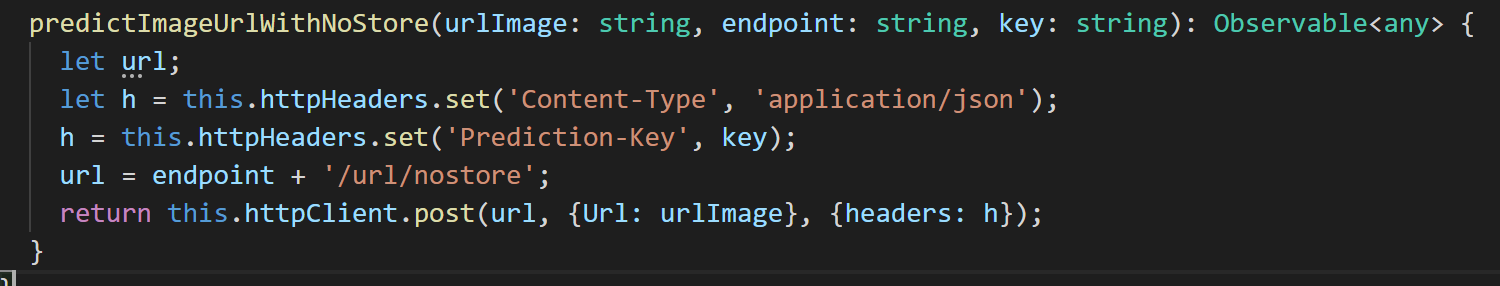 predictImageUrlWithNoStore(urlImage: string, endpoint: string, key: string): Observable<any> {
  let url;
  let h = this.httpHeaders.set('Content-Type', 'application/json');
  h = this.httpHeaders.set('Prediction-Key', key);
  url = endpoint + '/url/nostore';
  return this.httpClient.post(url, {Url: urlImage}, {headers: h});
}
}